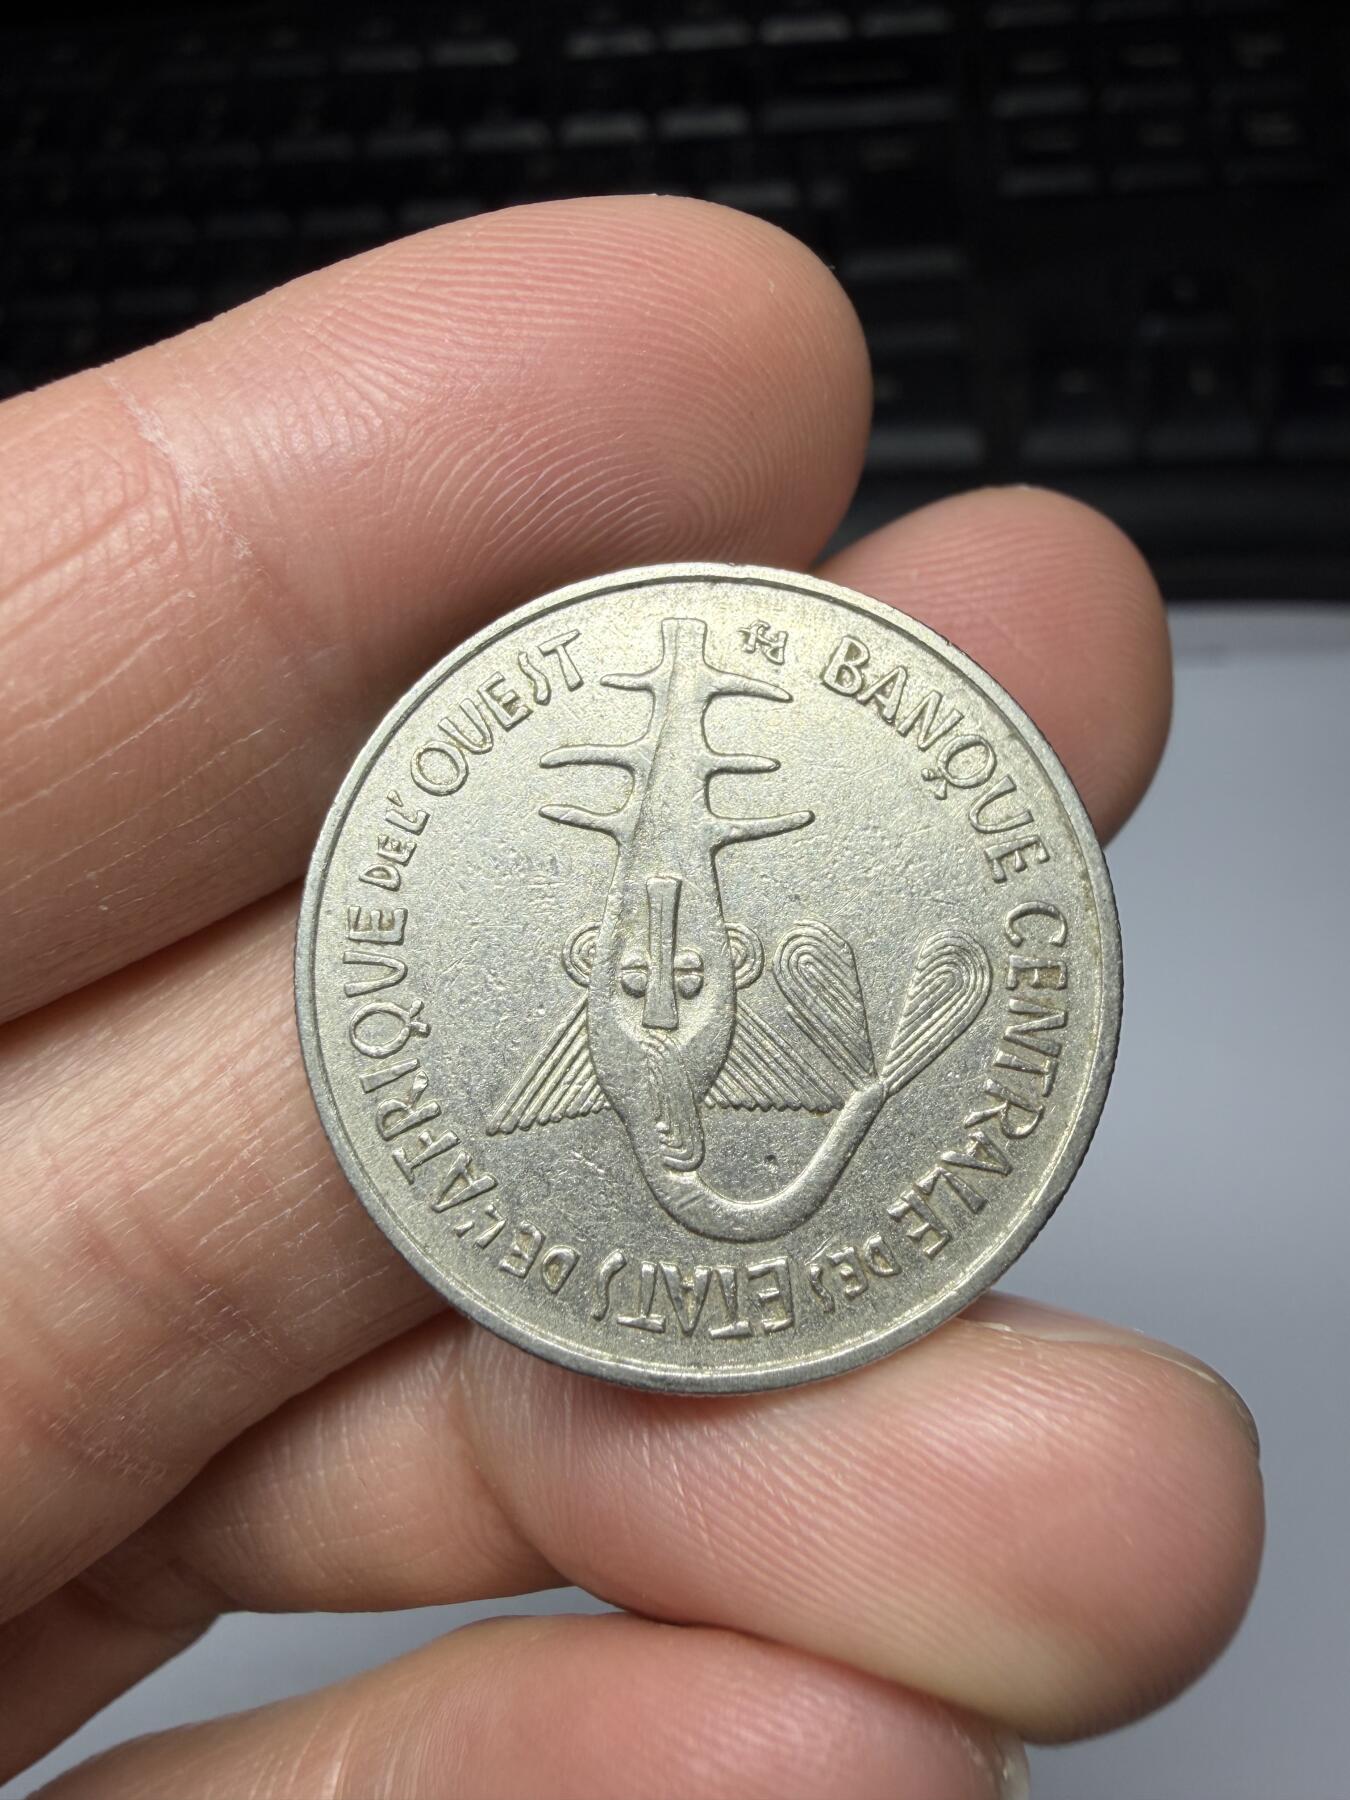 BANQUE CENTRALE DES ETATS DE L'AFRIQUE DE L'OUEST